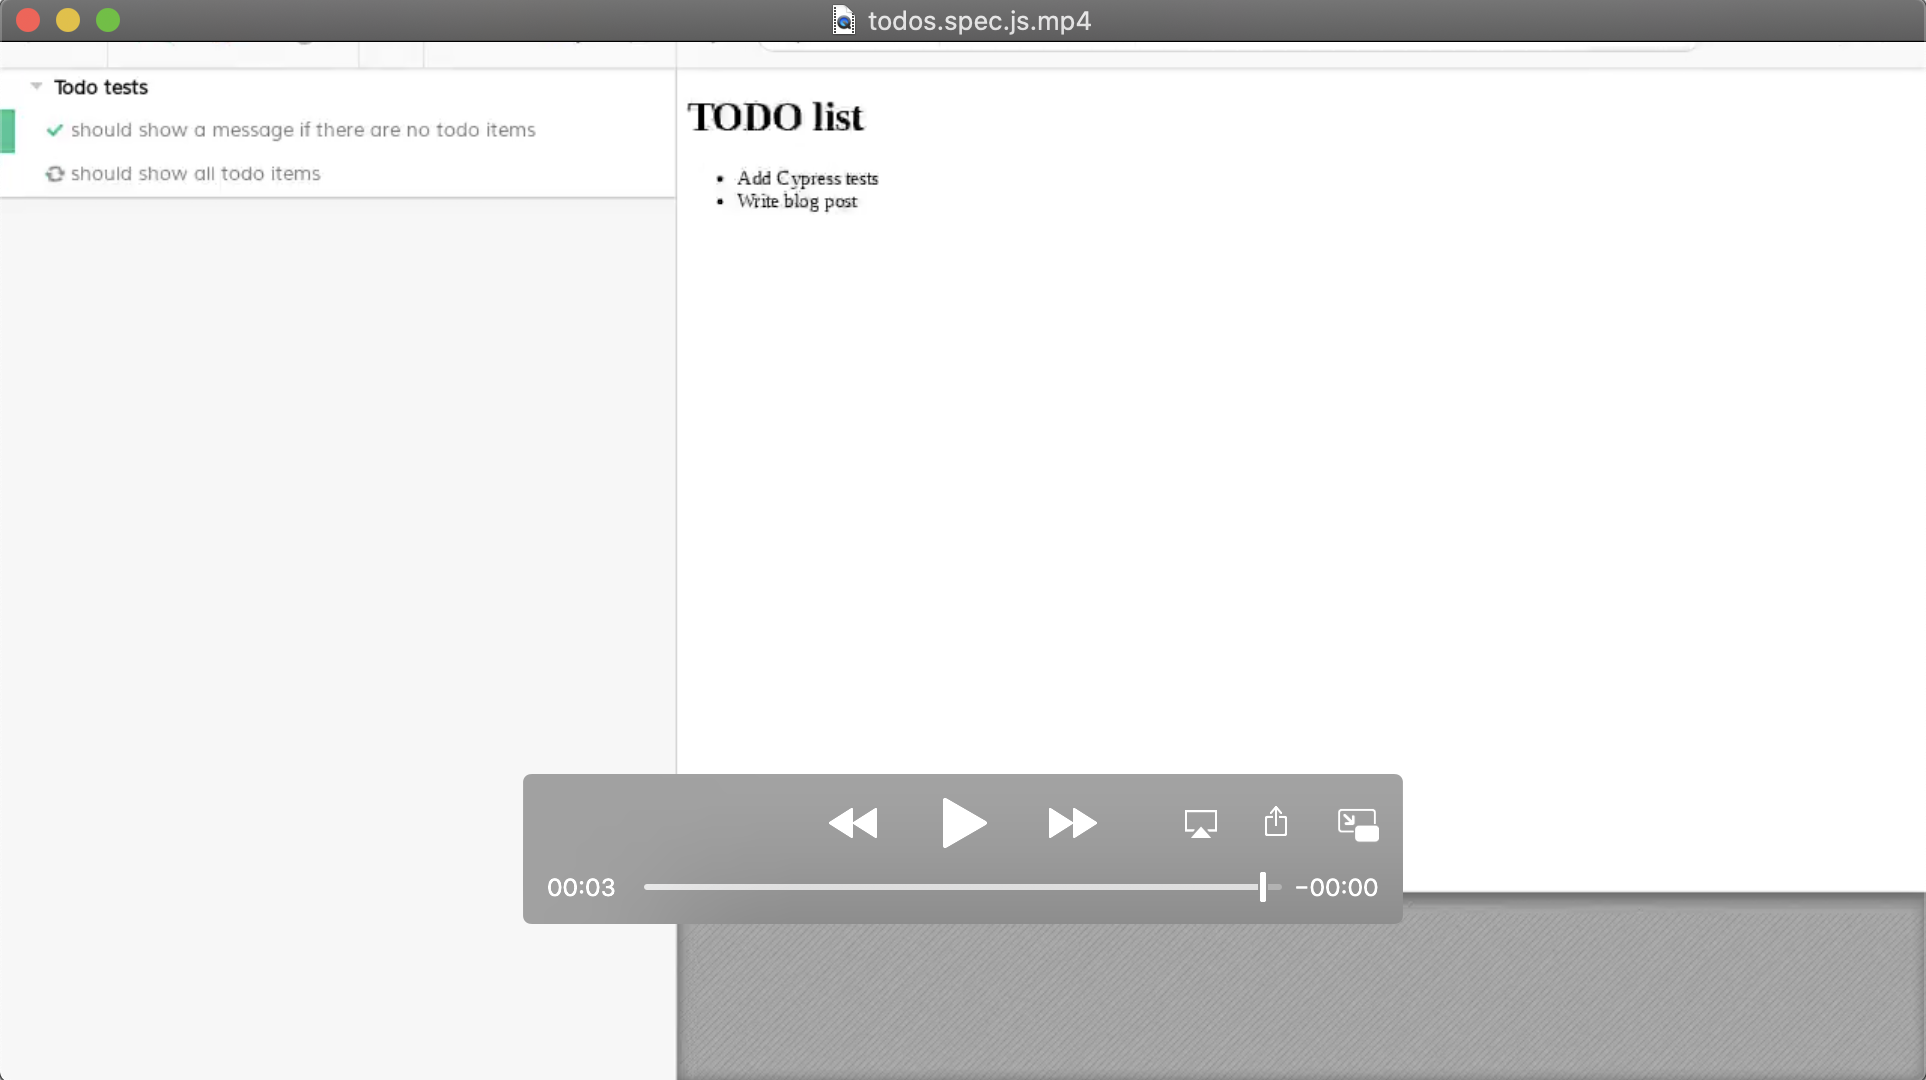 todos.spec.js.mp4
Todo tests
should show a message if there are no todo items
should show all todo items
TODO list
Add Cypress tests
Write blog post
00:03
-00:00